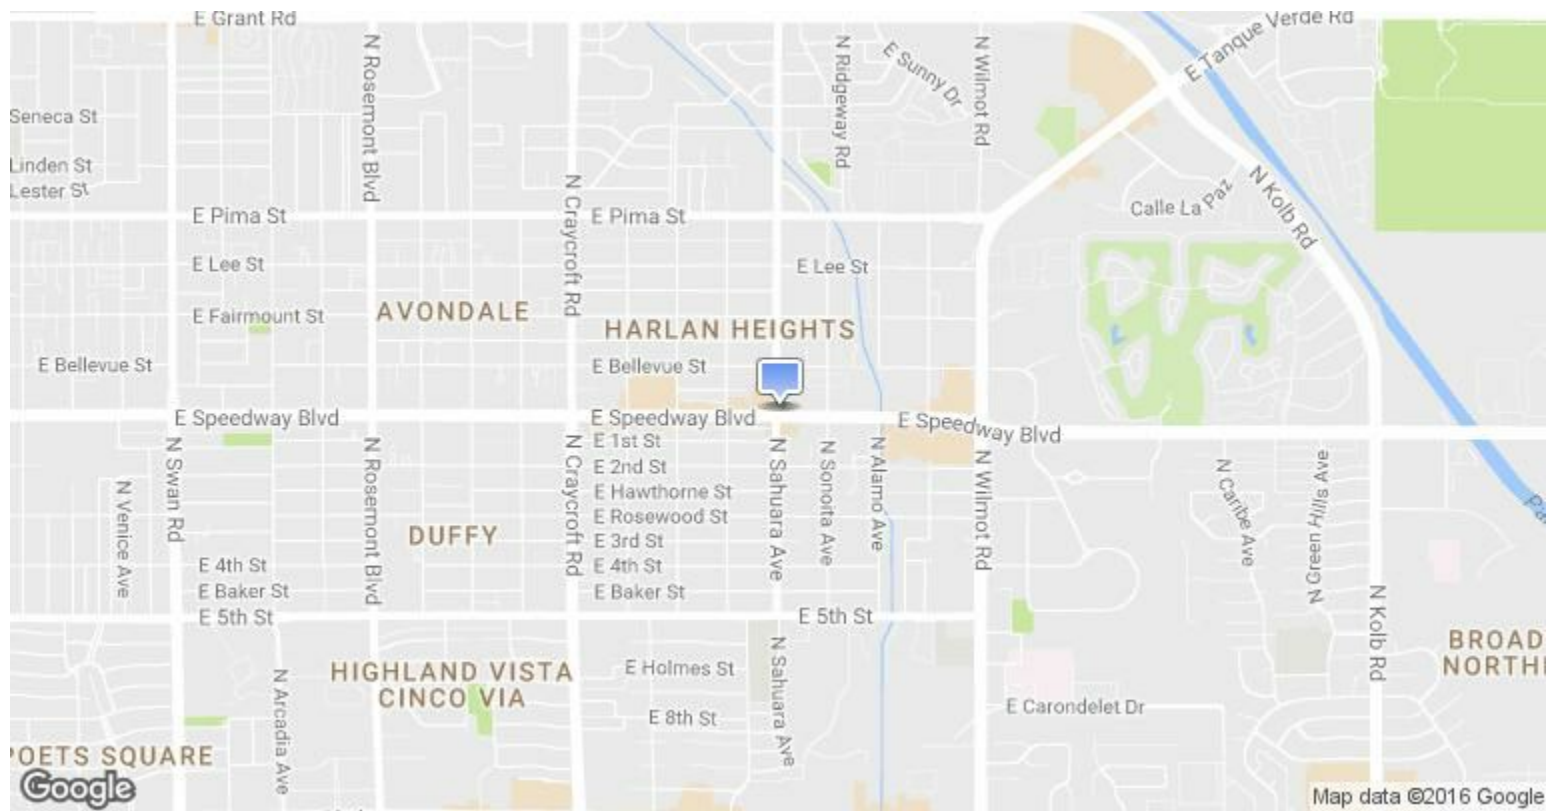 E Grant Rd
E Tanque Verde Rd
N Rosemont Blvd
N Ridgeway Rd
E Sunny Dr
N Wilmot Rd
Seneca St
Linden St
Lester St
N Craycroft Rd
N Kolb Rd
Calle La Paz
E Pima St
E Pima St
E Lee St
E Lee St
E Fairmount St
AVONDALE
HARLAN HEIGHTS
E Bellevue St
E Bellevue St
E Speedway Blvd
E Speedway Blvd
E Speedway Blvd
E 1st St
E 2nd St
E Hawthorne St
E Rosewood St
E 3rd St
E 4th St
E Baker St
N Swan Rd
N Venice Ave
N Rosemont Blvd
DUFFY
N Craycroft Rd
N Sahuara Ave
N Sonoita Ave
N Alamo Ave
N Wilmot Rd
N Caribe Ave
N Green Hills Ave
N Kolb Rd
E 4th St
E Baker St
E 5th St
E 5th St
HIGHLAND VISTA
CINCO VIA
N Arcadia Ave
E Holmes St
E 8th St
N Sahuara Ave
E Carondelet Dr
BROAD
NORTH
POETS SQUARE
Google
Map data ©2016 Google